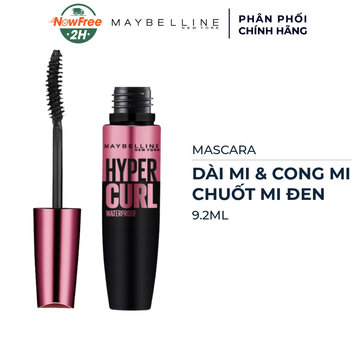 NowFree
2H
MAYBELLINE
NEW YORK
PHÂN PHỐI
CHÍNH HÃNG
MAYBELLINE
NEW YORK
HYPER
CURL
WATERPROOF
MASCARA
DÀI MI & CONG MI
CHUỐT MI ĐEN
9.2ML